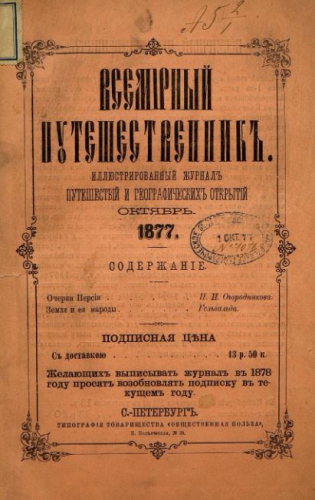 ВСЕМІРНЫЙ
ПУТЕШЕСТВЕННИКЪ.
ИЛЛЮСТРИРОВАННЫЙ ЖУРНАЛЪ
ПУТЕШЕСТВІЙ И ГЕОГРАФИЧЕСКИХЪ ОТКРЫТІЙ
ОКТЯБРЬ.
1877.
СОДЕРЖАНІЕ.
Очерки Персіи П. И. Огородникова.
Земля и ея народы Гельвальда.
ПОДПИСНАЯ ЦѢНА
Съ доставкою 13 р. 50 к.
Желающихъ выписывать журналъ въ 1878
году просятъ возобновлять подписку въ те-
кущемъ году.
С.-ПЕТЕРБУРГЪ.
ТИПОГРАФІЯ ТОВАРИЩЕСТВА «ОБЩЕСТВЕННАЯ ПОЛЬЗА»